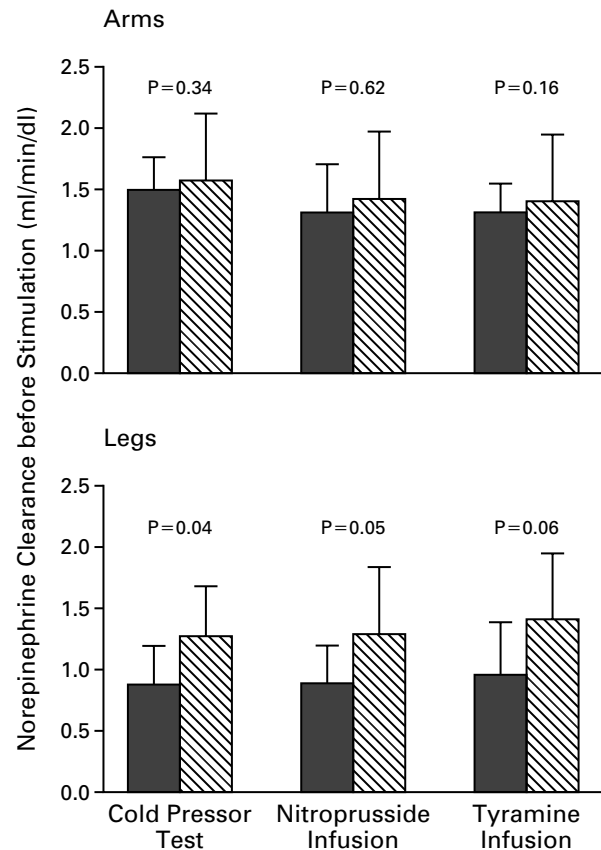 Arms
Norepinephrine Clearance before Stimulation (ml/min/dl)
2.5
2.0
1.5
1.0
0.5
0.0
P=0.34
P=0.62
P=0.16
Legs
2.5
2.0
1.5
1.0
0.5
0.0
P=0.04
P=0.05
P=0.06
Cold Pressor
Test
Nitroprusside
Infusion
Tyramine
Infusion